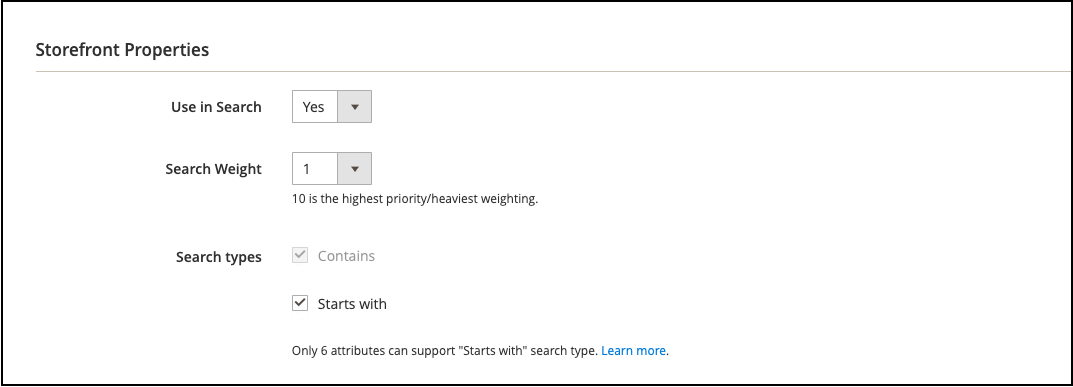 Storefront Properties
Use in Search Yes
Search Weight 1
10 is the highest priority/heaviest weighting.
Search types Contains
Starts with
Only 6 attributes can support "Starts with" search type. Learn more.